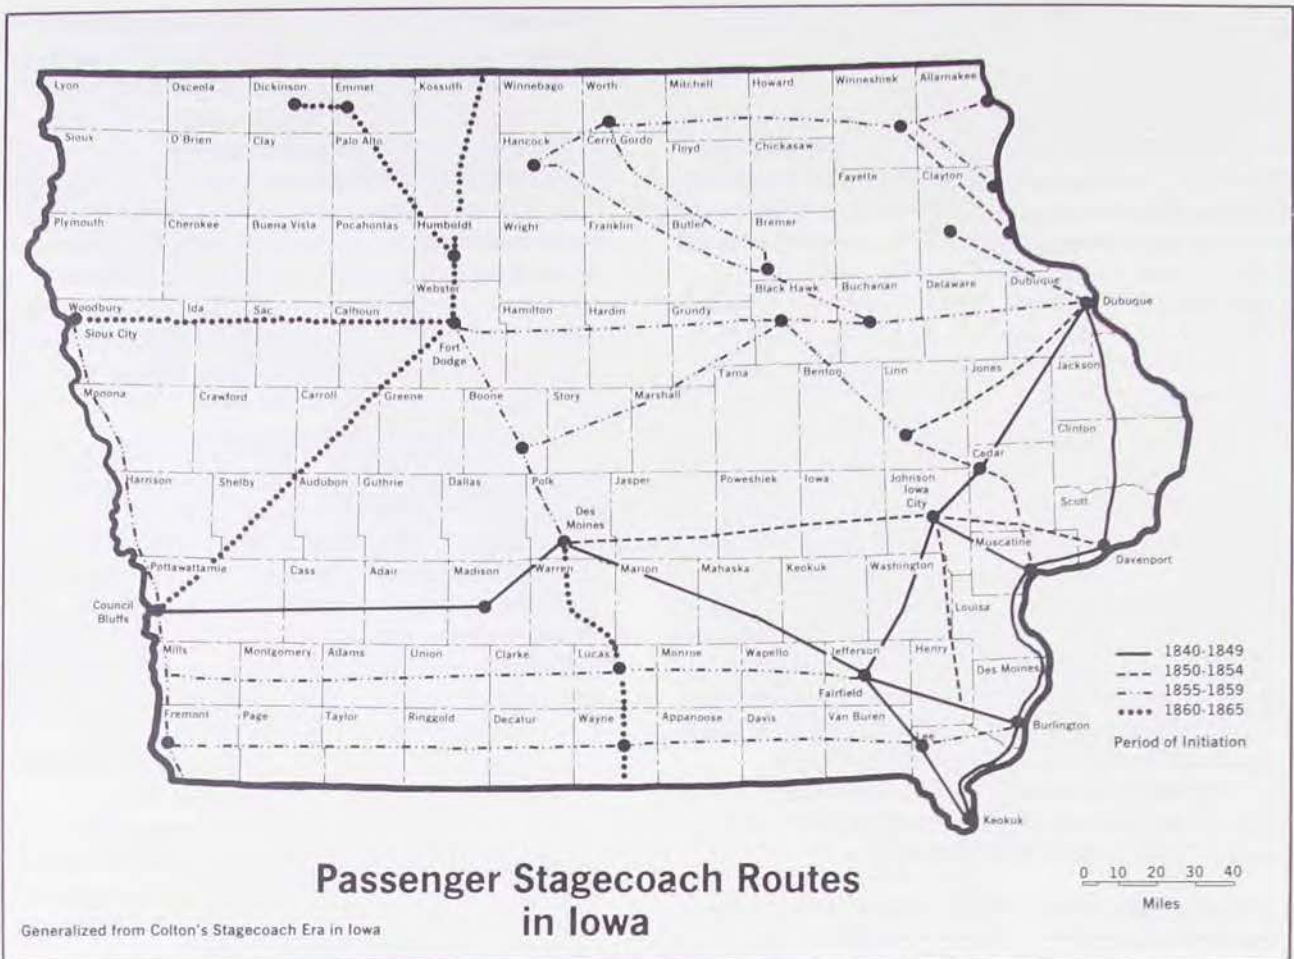 Lyon Osceola Dickinson Emmet Kossuth Winnebago Worth Mitchell Howard Winneshiek Allamakee
Sioux O'Brien Clay Palo Alto Hancock Cerro Gordo Floyd Chickasaw
Fayette Clayton
Plymouth Cherokee Buena Vista Pocahontas Humboldt Wright Franklin Butler Bremer
Webster Black Hawk Buchanan Delaware Dubuque
Woodbury Ida Sac Calhoun Hamilton Hardin Grundy Dubuque
Sioux City
Fort
Dodge
Tama Benton Linn Jones Jackson
Monona Crawford Carroll Greene Boone Story Marshall
Clinton
Cedar
Harrison Shelby Audubon Guthrie Dallas Polk Jasper Poweshiek Iowa Johnson
Iowa
City
Scott
Des
Moines
Muscatine
Davenport
Pottawattamie Cass Adair Madison Warren Marion Mahaska Keokuk Washington
Council
Bluffs
Louisa
Mills Montgomery Adams Union Clarke Lucas Monroe Wapello Jefferson Henry
Des Moines
Fairfield
Fremont Page Taylor Ringgold Decatur Wayne Appanoose Davis Van Buren Lee
Burlington
Keokuk
1840-1849
1850-1854
1855-1859
1860-1865
Period of Initiation
Passenger Stagecoach Routes
in Iowa
0 10 20 30 40
Miles
Generalized from Colton's Stagecoach Era in Iowa